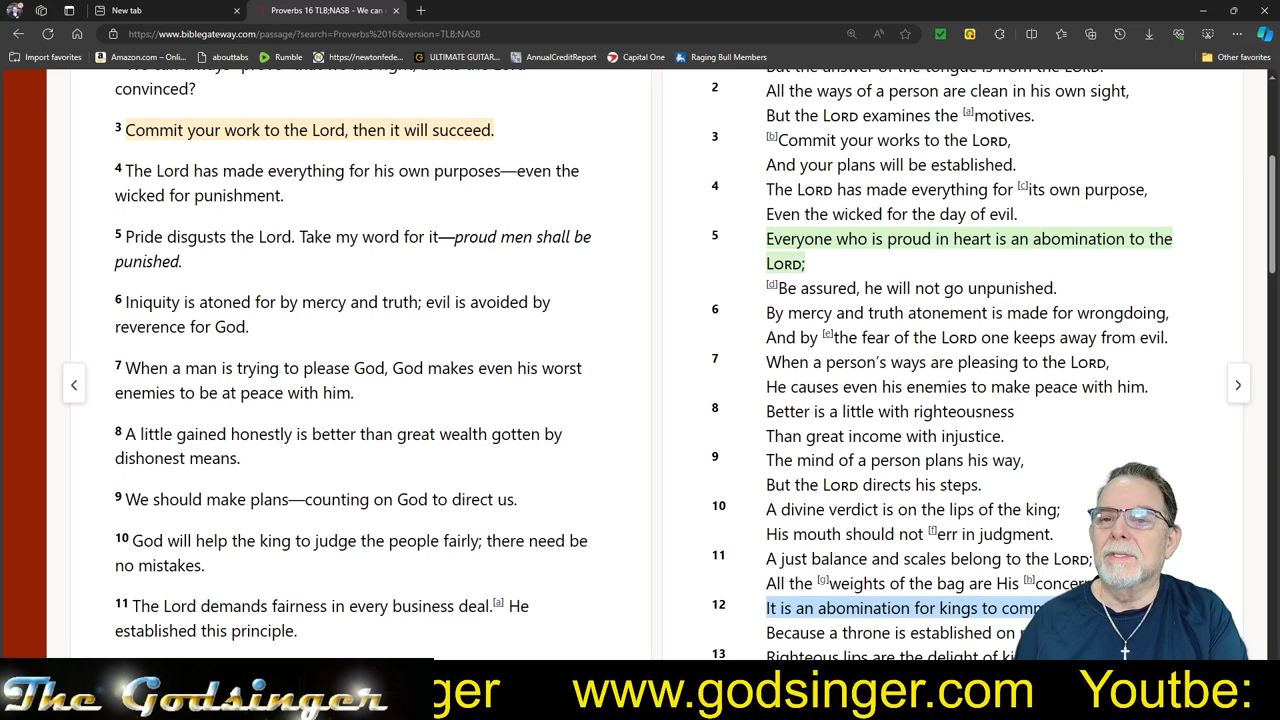 New tab
Proverbs 16 TLB;NASB - We can
https://www.biblegateway.com/passage/?search=Proverbs%2016&version=TLB;NASB
Import favorites
Amazon.com - Onli...
abouttabs
Rumble
https://newtonfede...
ULTIMATE GUITAR...
AnnualCreditReport
Capital One
Raging Members
Other favorites
convinced?
3 Commit your work to the Lord, then it will succeed.
4 The Lord has made everything for his own purposes—even the
wicked for punishment.
5 Pride disgusts the Lord. Take my word for it—proud men shall be
punished.
6 Iniquity is atoned for by mercy and truth; evil is avoided by
reverence for God.
7 When a man is trying to please God, God makes even his worst
enemies to be at peace with him.
8 A little gained honestly is better than great wealth gotten by
dishonest means.
9 We should make plans—counting on God to direct us.
10 God will help the king to judge the people fairly; there need be
no mistakes.
11 The Lord demands fairness in every business deal.[a] He
established this principle.
But the answer of the tongue is from the LORD.
2 All the ways of a person are clean in his own sight,
But the LORD examines the [a]motives.
3 [b]Commit your works to the LORD,
And your plans will be established.
4 The LORD has made everything for [c]its own purpose,
Even the wicked for the day of evil.
5 Everyone who is proud in heart is an abomination to the
LORD;
[d]Be assured, he will not go unpunished.
6 By mercy and truth atonement is made for wrongdoing,
And by [e]the fear of the LORD one keeps away from evil.
7 When a person's ways are pleasing to the LORD,
He causes even his enemies to make peace with him.
8 Better is a little with righteousness
Than great income with injustice.
9 The mind of a person plans his way,
But the LORD directs his steps.
10 A divine verdict is on the lips of the king;
His mouth should not [f]err in judgment.
11 A just balance and scales belong to the LORD;
All the [g]weights of the bag are His [h]conce
12 It is an abomination for kings to com
Because a throne is established on
13 Righteous lips are the delight of ki
The Godsinger
ger www.godsinger.com Youtbe: